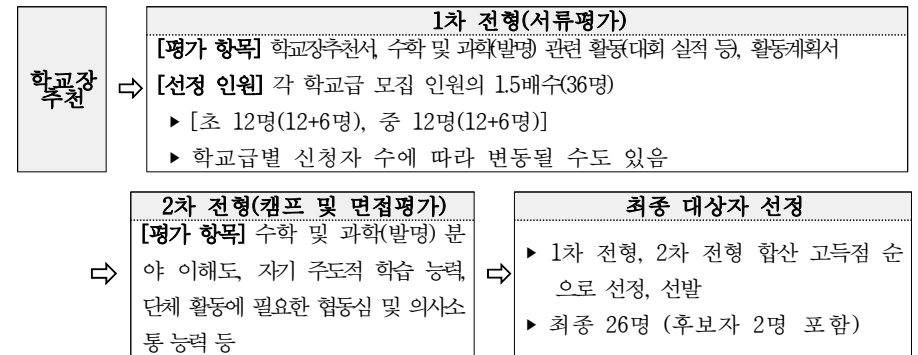 학교장
추천
⇨
1차 전형(서류평가)
[평가 항목] 학교장추천서, 수학 및 과학(발명) 관련 활동(대회 실적 등), 활동계획서
[선정 인원] 각 학교급 모집 인원의 1.5배수(36명)
▸ [초 12명(12+6명), 중 12명(12+6명)]
▸ 학교급별 신청자 수에 따라 변동될 수도 있음
⇨
2차 전형(캠프 및 면접평가)
[평가 항목] 수학 및 과학(발명) 분
야 이해도, 자기 주도적 학습 능력,
단체 활동에 필요한 협동심 및 의사소
통 능력 등
⇨
최종 대상자 선정
▸ 1차 전형, 2차 전형 합산 고득점 순
으로 선정, 선발
▸ 최종 26명 (후보자 2명 포함)